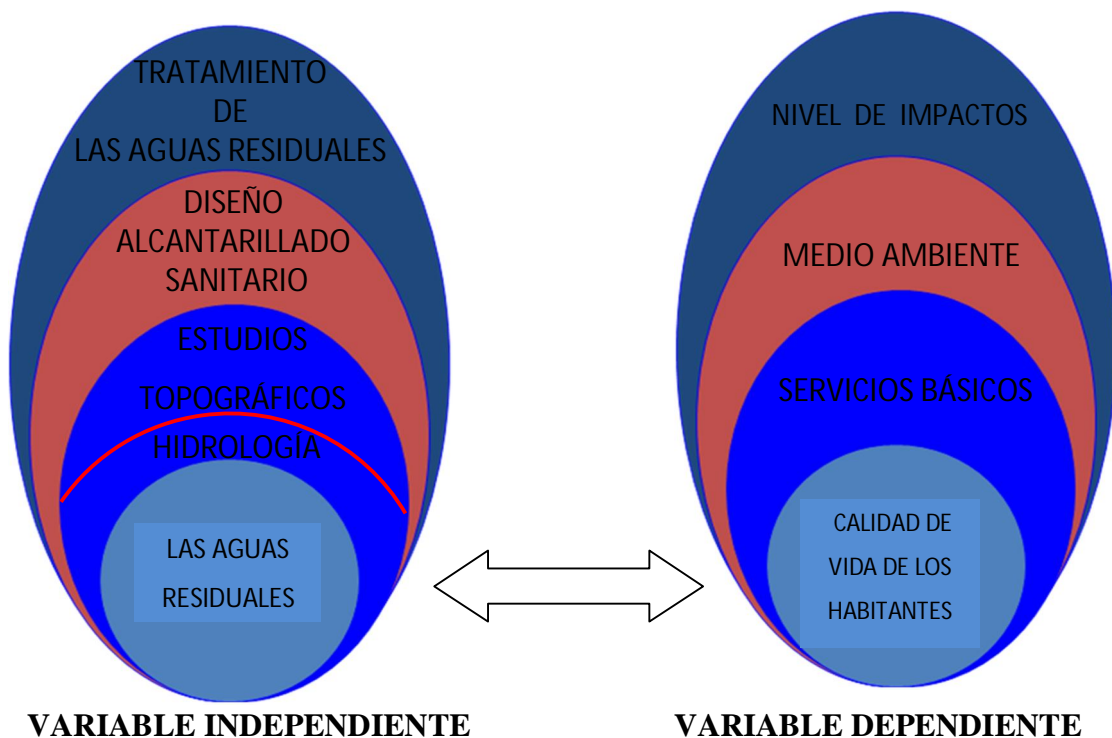 TRATAMIENTO
DE
LAS AGUAS RESIDUALES
DISEÑO
ALCANTARILLADO
SANITARIO
ESTUDIOS
TOPOGRÁFICOS
HIDROLOGÍA
LAS AGUAS
RESIDUALES
VARIABLE INDEPENDIENTE
NIVEL DE IMPACTOS
MEDIO AMBIENTE
SERVICIOS BÁSICOS
CALIDAD DE
VIDA DE LOS
HABITANTES
VARIABLE DEPENDIENTE